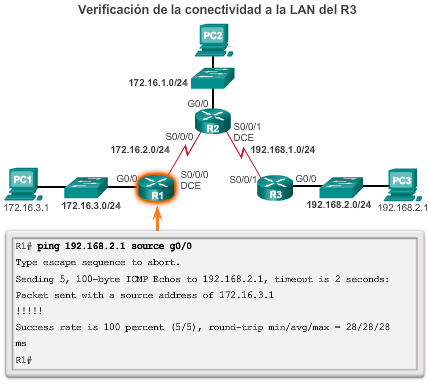 Verificación de la conectividad a la LAN del R3
PC2
172.16.1.0/24
G0/0
R2
172.16.2.0/24
S0/0/0
S0/0/1
DCE
192.168.1.0/24
PC1
G0/0
S0/0/0
DCE
R1
S0/0/1
R3
G0/0
PC3
172.16.3.1
172.16.3.0/24
192.168.2.0/24
192.168.2.1
R1# ping 192.168.2.1 source g0/0
Type escape sequence to abort.
Sending 5, 100-byte ICMP Echos to 192.168.2.1, timeout is 2 seconds:
Packet sent with a source address of 172.16.3.1
!!!!!
Success rate is 100 percent (5/5), round-trip min/avg/max = 28/28/28
ms
R1#